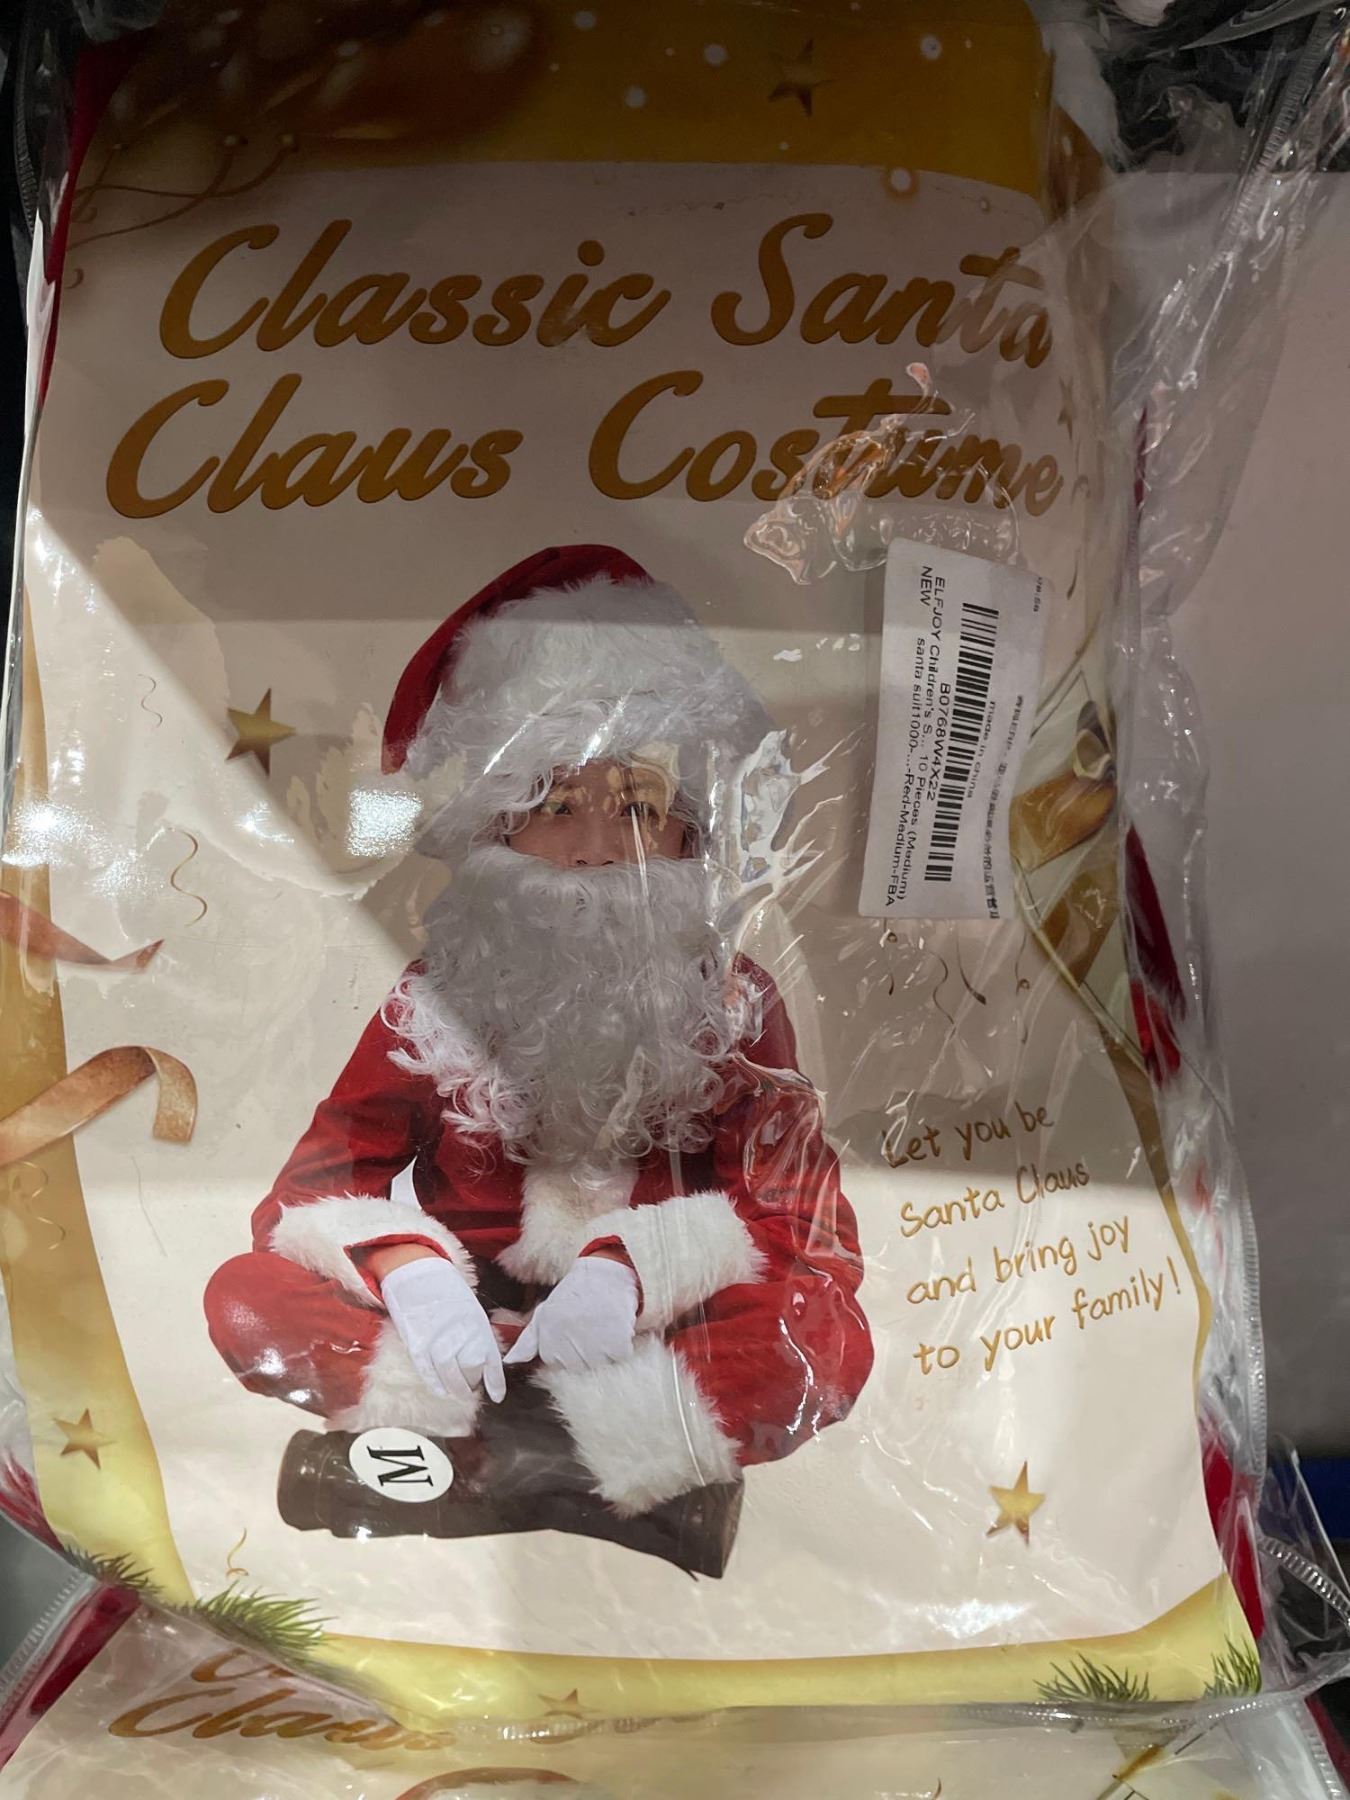 Classic Santa
Claus Costume
made in china
B0768W4X22
ELFJOY Children's S... 10 Pieces (Medium)
NEW santa suit1000-...-Red-Medium-FBA
Let you be
Santa Claus
and bring joy
to your family!
M
Claus